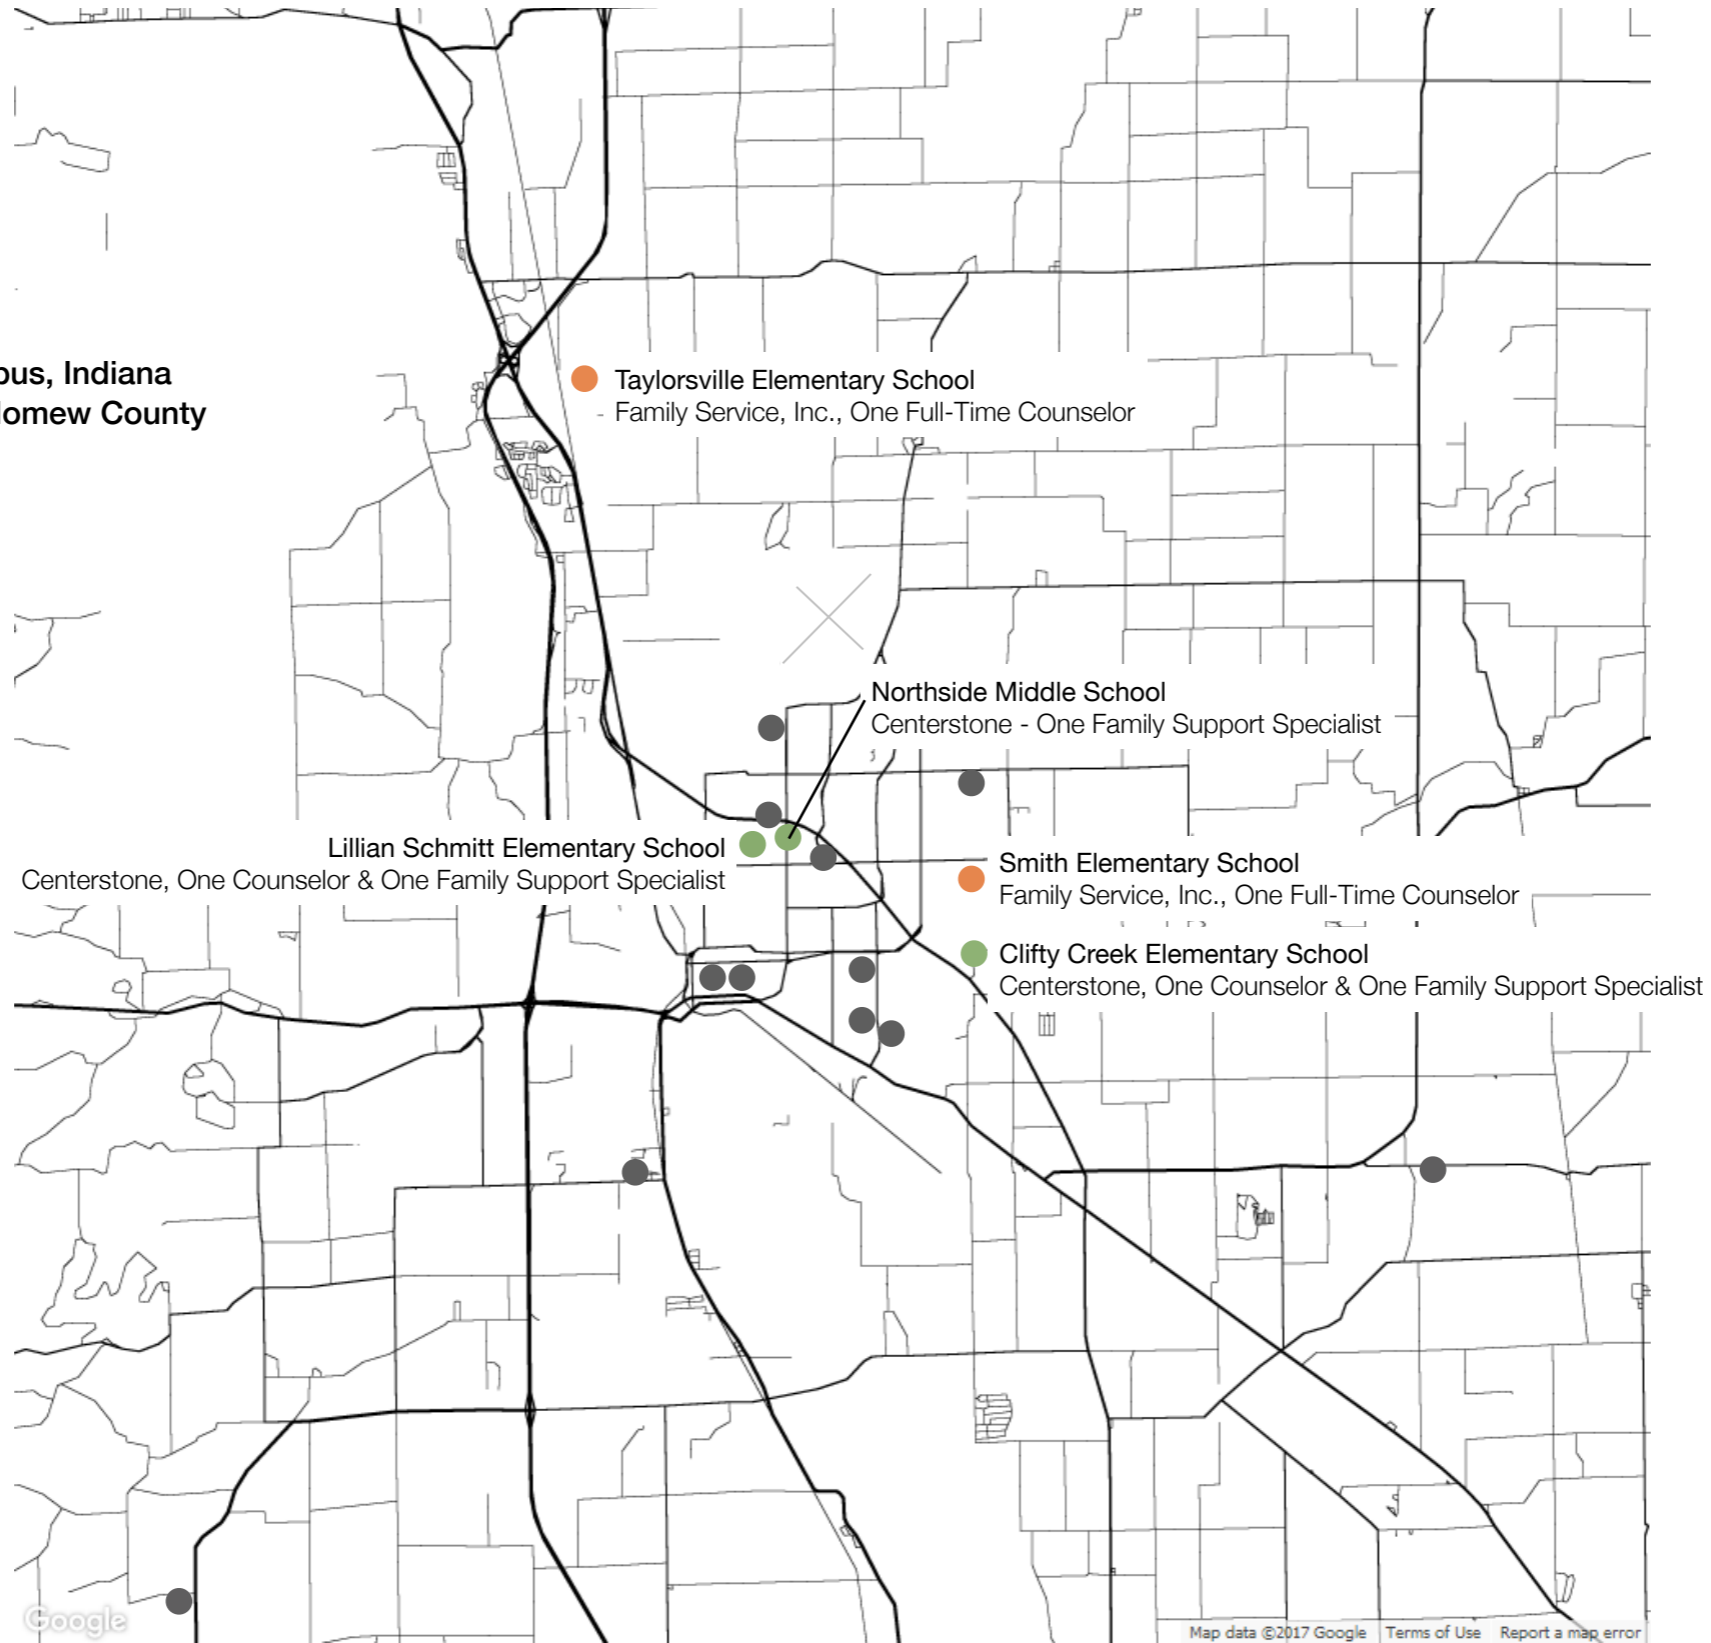 Taylorsville Elementary School
Family Service, Inc., One Full-Time Counselor
bus, Indiana
lomew County
Northside Middle School
Centerstone - One Family Support Specialist
Lillian Schmitt Elementary School
Centerstone, One Counselor & One Family Support Specialist
Smith Elementary School
Family Service, Inc., One Full-Time Counselor
Clifty Creek Elementary School
Centerstone, One Counselor & One Family Support Specialist
Google
Map data ©2017 Google Terms of Use Report a map error